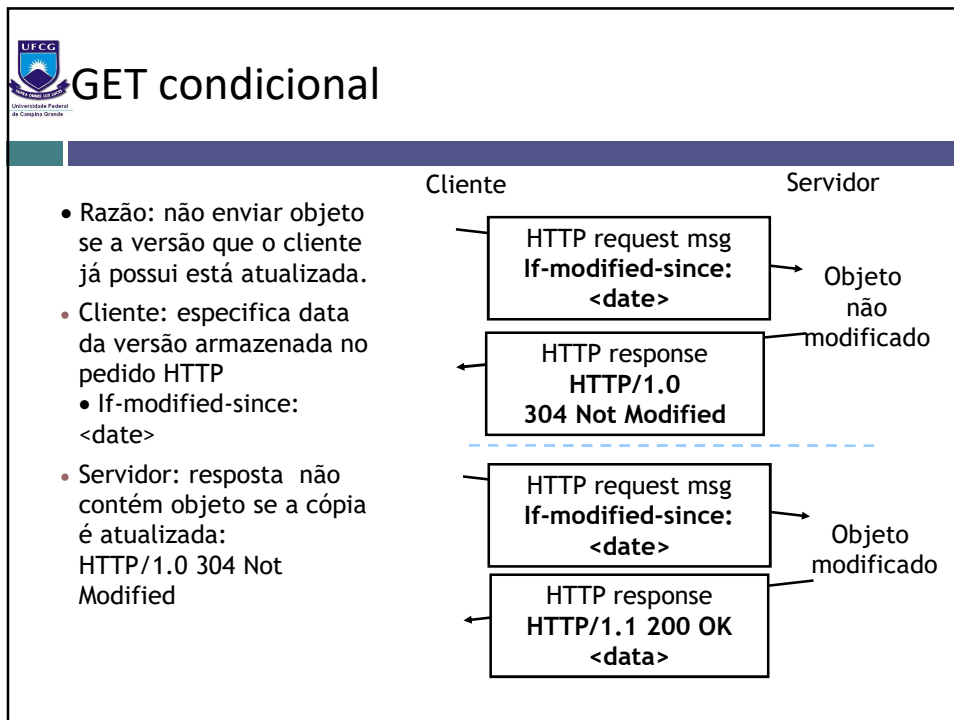 UFCG
Universidade Federal
de Campina Grande
GET condicional
• Razão: não enviar objeto
se a versão que o cliente
já possui está atualizada.
• Cliente: especifica data
da versão armazenada no
pedido HTTP
• If-modified-since:
<date>
• Servidor: resposta não
contém objeto se a cópia
é atualizada:
HTTP/1.0 304 Not
Modified
Cliente
Servidor
HTTP request msg
If-modified-since:
<date>
Objeto
não
modificado
HTTP response
HTTP/1.0
304 Not Modified
HTTP request msg
If-modified-since:
<date>
Objeto
modificado
HTTP response
HTTP/1.1 200 OK
<data>